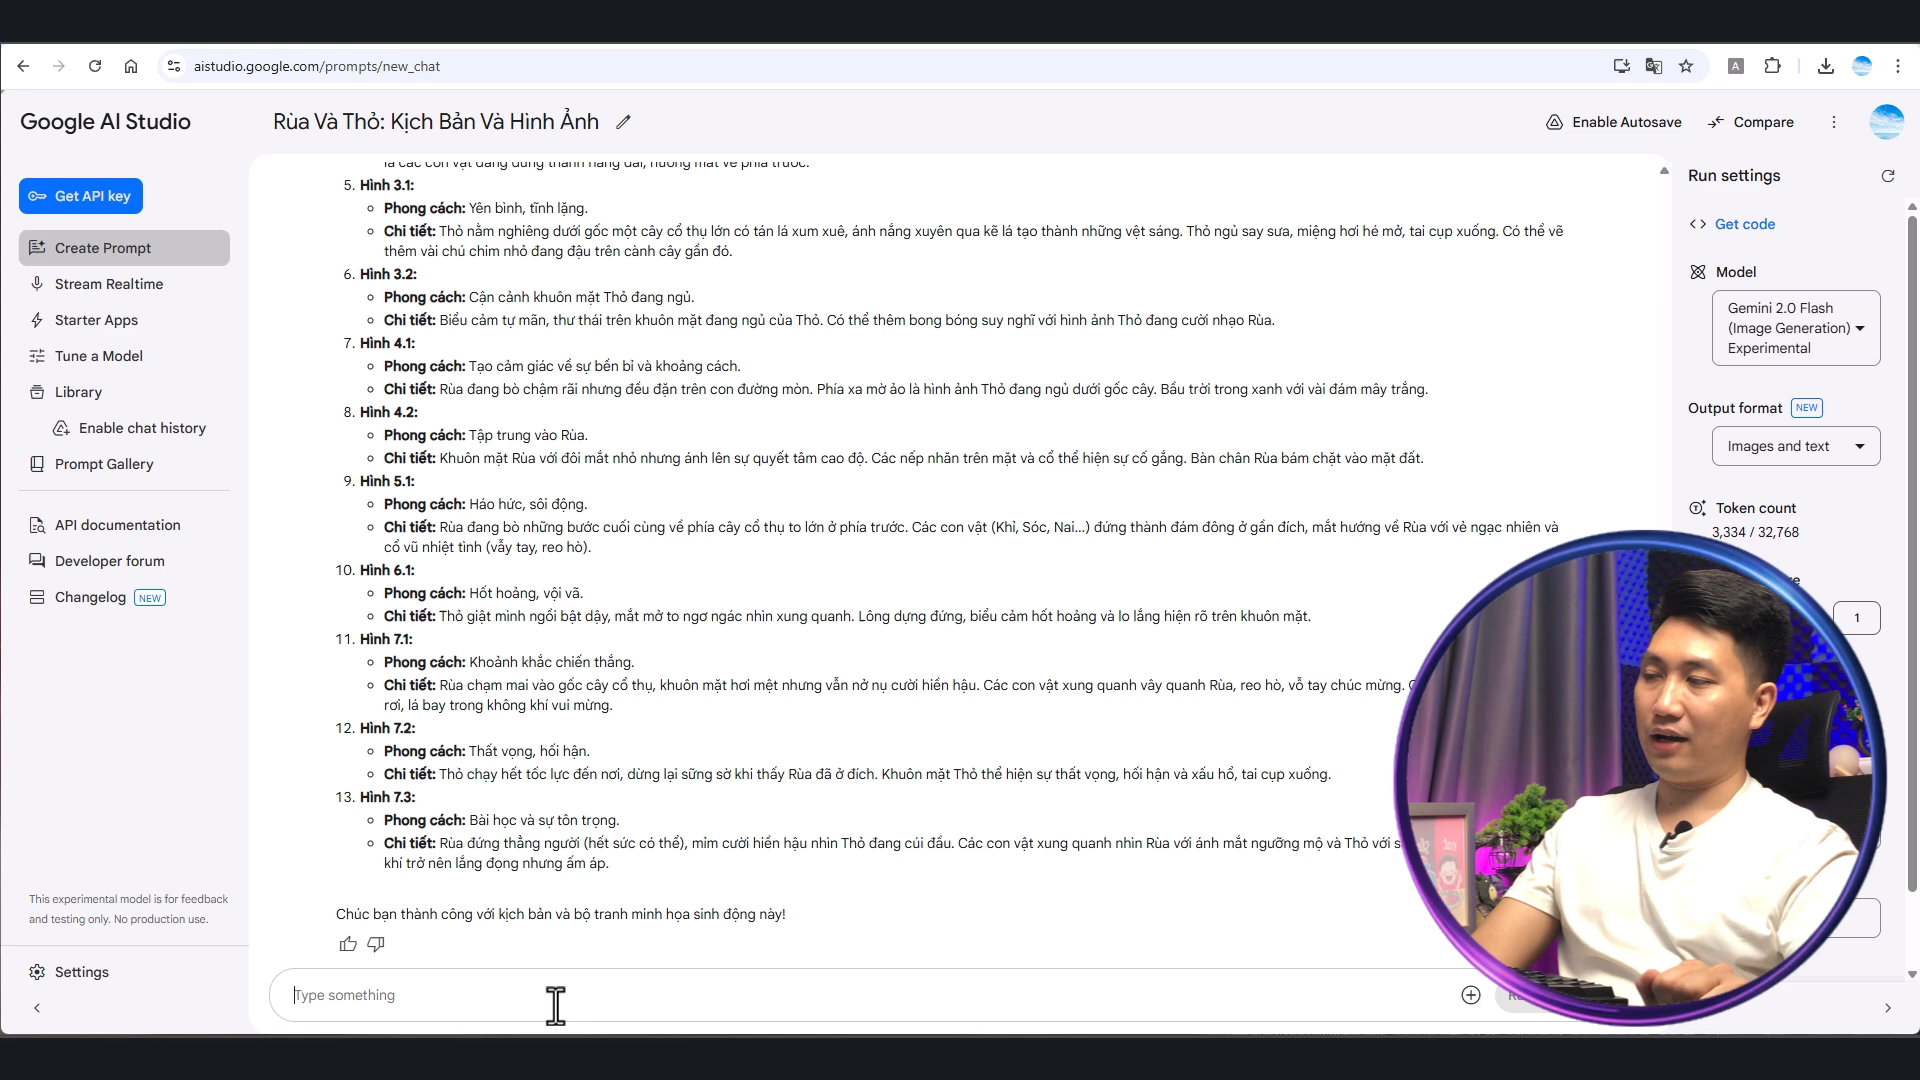 aistudio.google.com/prompts/new_chat
A
Google AI Studio
Rùa Và Thỏ: Kịch Bản Và Hình Ảnh
Enable Autosave
Compare
Get API key
Create Prompt
Stream Realtime
Starter Apps
Tune a Model
Library
Enable chat history
Prompt Gallery
API documentation
Developer forum
Changelog NEW
This experimental model is for feedback
and testing only. No production use.
Settings
là các con vật đang đứng thành hàng dài, hướng mắt về phía trước.
5. Hình 3.1:
Phong cách: Yên bình, tĩnh lặng.
Chi tiết: Thỏ nằm nghiêng dưới gốc một cây cổ thụ lớn có tán lá xum xuê, ánh nắng xuyên qua kẽ lá tạo thành những vệt sáng. Thỏ ngủ say sưa, miệng hơi hé mở, tai cụp xuống. Có thể vẽ
thêm vài chú chim nhỏ đang đậu trên cành cây gần đó.
6. Hình 3.2:
Phong cách: Cận cảnh khuôn mặt Thỏ đang ngủ.
Chi tiết: Biểu cảm tự mãn, thư thái trên khuôn mặt đang ngủ của Thỏ. Có thể thêm bong bóng suy nghĩ với hình ảnh Thỏ đang cười nhạo Rùa.
7. Hình 4.1:
Phong cách: Tạo cảm giác về sự bền bỉ và khoảng cách.
Chi tiết: Rùa đang bò chậm rãi nhưng đều đặn trên con đường mòn. Phía xa mờ ảo là hình ảnh Thỏ đang ngủ dưới gốc cây. Bầu trời trong xanh với vài đám mây trắng.
8. Hình 4.2:
Phong cách: Tập trung vào Rùa.
Chi tiết: Khuôn mặt Rùa với đôi mắt nhỏ nhưng ánh lên sự quyết tâm cao độ. Các nếp nhăn trên mặt và cổ thể hiện sự cố gắng. Bàn chân Rùa bám chặt vào mặt đất.
9. Hình 5.1:
Phong cách: Háo hức, sôi động.
Chi tiết: Rùa đang bò những bước cuối cùng về phía cây cổ thụ to lớn ở phía trước. Các con vật (Khỉ, Sóc, Nai...) đứng thành đám đông ở gần đích, mắt hướng về Rùa với vẻ ngạc nhiên và
cổ vũ nhiệt tình (vẫy tay, reo hò).
10. Hình 6.1:
Phong cách: Hốt hoảng, vội vã.
Chi tiết: Thỏ giật mình ngồi bật dậy, mắt mở to ngơ ngác nhìn xung quanh. Lông dựng đứng, biểu cảm hốt hoảng và lo lắng hiện rõ trên khuôn mặt.
11. Hình 7.1:
Phong cách: Khoảnh khắc chiến thắng.
Chi tiết: Rùa chạm mai vào gốc cây cổ thụ, khuôn mặt hơi mệt nhưng vẫn nở nụ cười hiền hậu. Các con vật xung quanh vây quanh Rùa, reo hò, vỗ tay chúc mừng.
rơi, lá bay trong không khí vui mừng.
12. Hình 7.2:
Phong cách: Thất vọng, hối hận.
Chi tiết: Thỏ chạy hết tốc lực đến nơi, dừng lại sững sờ khi thấy Rùa đã ở đích. Khuôn mặt Thỏ thể hiện sự thất vọng, hối hận và xấu hổ, tai cụp xuống.
13. Hình 7.3:
Phong cách: Bài học và sự tôn trọng.
Chi tiết: Rùa đứng thẳng người (hết sức có thể), mỉm cười hiền hậu nhìn Thỏ đang cúi đầu. Các con vật xung quanh nhìn Rùa với ánh mắt ngưỡng mộ và Thỏ với
khí trở nên lắng đọng nhưng ấm áp.
Chúc bạn thành công với kịch bản và bộ tranh minh họa sinh động này!
Type something
Run settings
Get code
Model
Gemini 2.0 Flash
(Image Generation)
Experimental
Output format NEW
Images and text
Token count
3,334 / 32,768
1